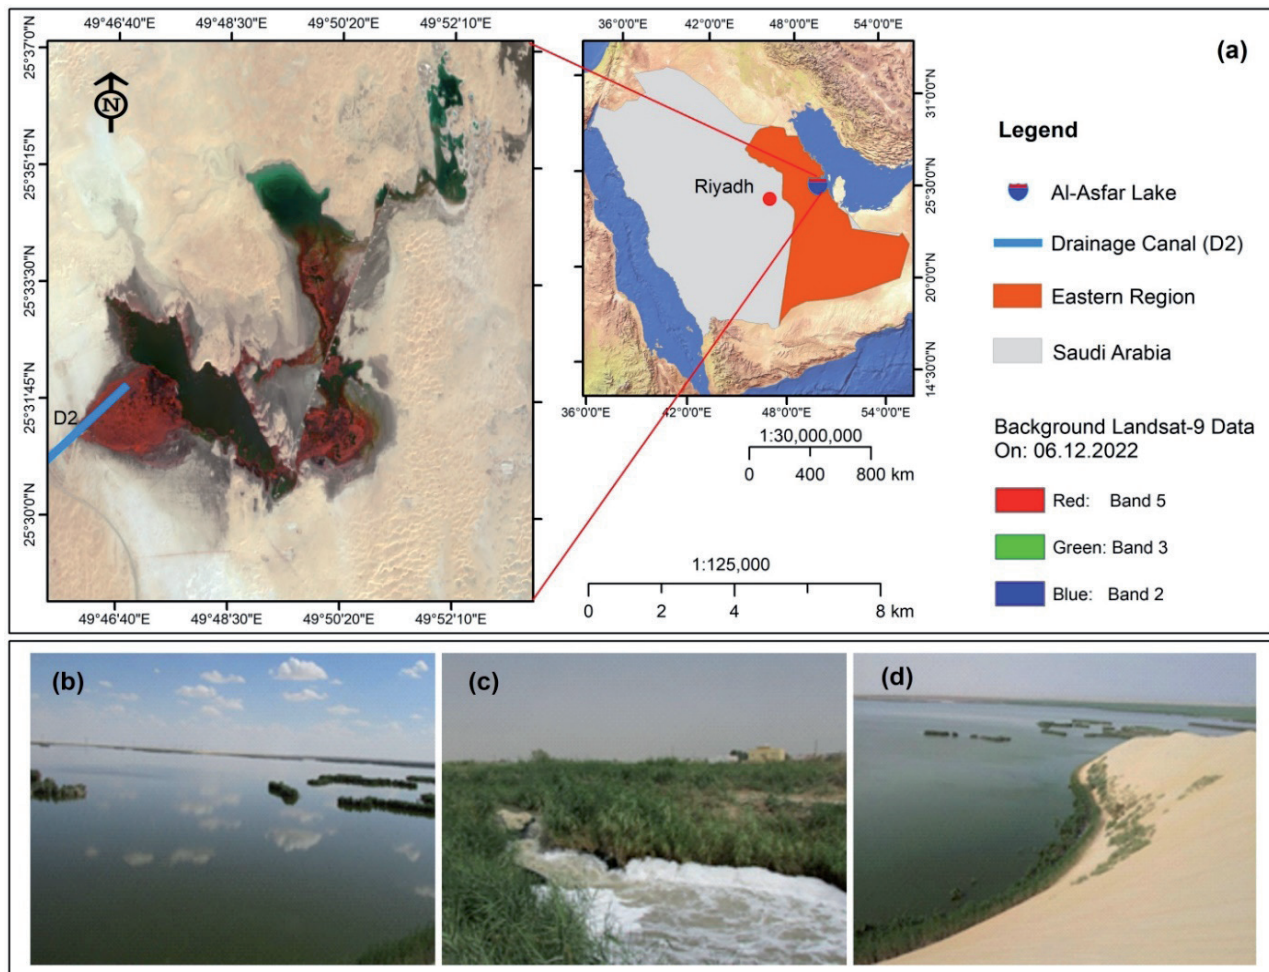 49°46'40"E 49°48'30"E 49°50'20"E 49°52'10"E
25°37'0"N
25°35'15"N
25°33'30"N
25°31'45"N
25°30'0"N
N
D2
49°46'40"E 49°48'30"E 49°50'20"E 49°52'10"E
36°0'0"E 42°0'0"E 48°0'0"E 54°0'0"E
31°0'0"N
25°30'0"N
20°0'0"N
14°30'0"N
Riyadh
36°0'0"E 42°0'0"E 48°0'0"E 54°0'0"E
1:30,000,000
0 400 800 km
1:125,000
0 2 4 6 8 km
(a)
Legend
Al-Asfar Lake
Drainage Canal (D2)
Eastern Region
Saudi Arabia
Background Landsat-9 Data
On: 06.12.2022
Red: Band 5
Green: Band 3
Blue: Band 2
(b)
(c)
(d)